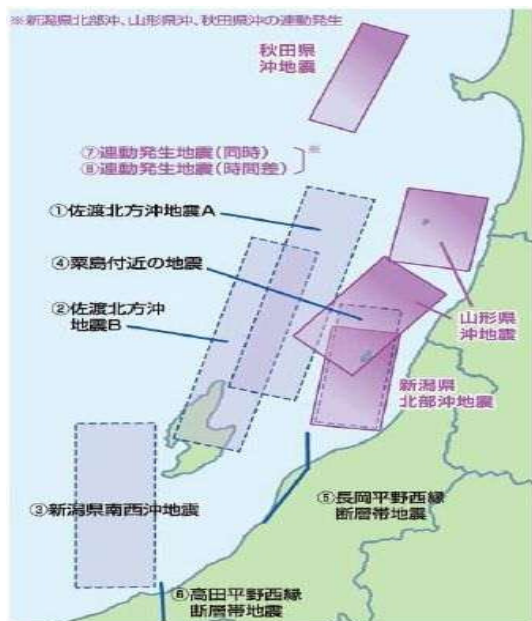 ※新潟県北部沖、山形県沖、秋田県沖の連動発生
秋田県
沖地震
⑦連動発生地震(同時)
⑧連動発生地震(時間差)
※
①佐渡北方沖地震A
④粟島付近の地震
②佐渡北方沖
地震B
山形県
沖地震
新潟県
北部沖地震
③新潟県南西沖地震
⑤長岡平野西縁
断層帯地震
⑥高田平野西縁
断層帯地震